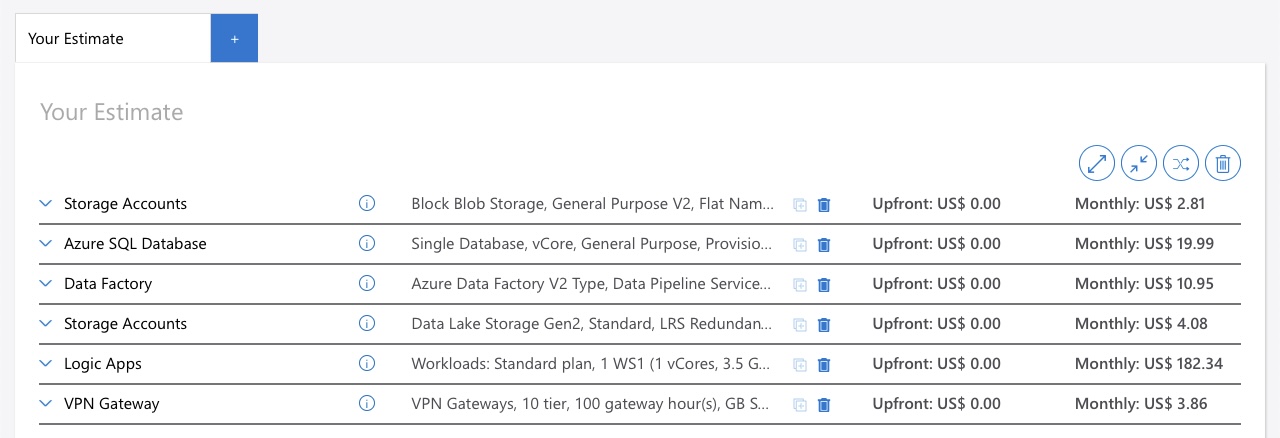 Your Estimate +
Your Estimate
Storage Accounts Block Blob Storage, General Purpose V2, Flat Nam... Upfront: US$ 0.00 Monthly: US$ 2.81
Azure SQL Database Single Database, vCore, General Purpose, Provisio... Upfront: US$ 0.00 Monthly: US$ 19.99
Data Factory Azure Data Factory V2 Type, Data Pipeline Service... Upfront: US$ 0.00 Monthly: US$ 10.95
Storage Accounts Data Lake Storage Gen2, Standard, LRS Redundan... Upfront: US$ 0.00 Monthly: US$ 4.08
Logic Apps Workloads: Standard plan, 1 WS1 (1 vCores, 3.5 G... Upfront: US$ 0.00 Monthly: US$ 182.34
VPN Gateway VPN Gateways, 10 tier, 100 gateway hour(s), GB S... Upfront: US$ 0.00 Monthly: US$ 3.86